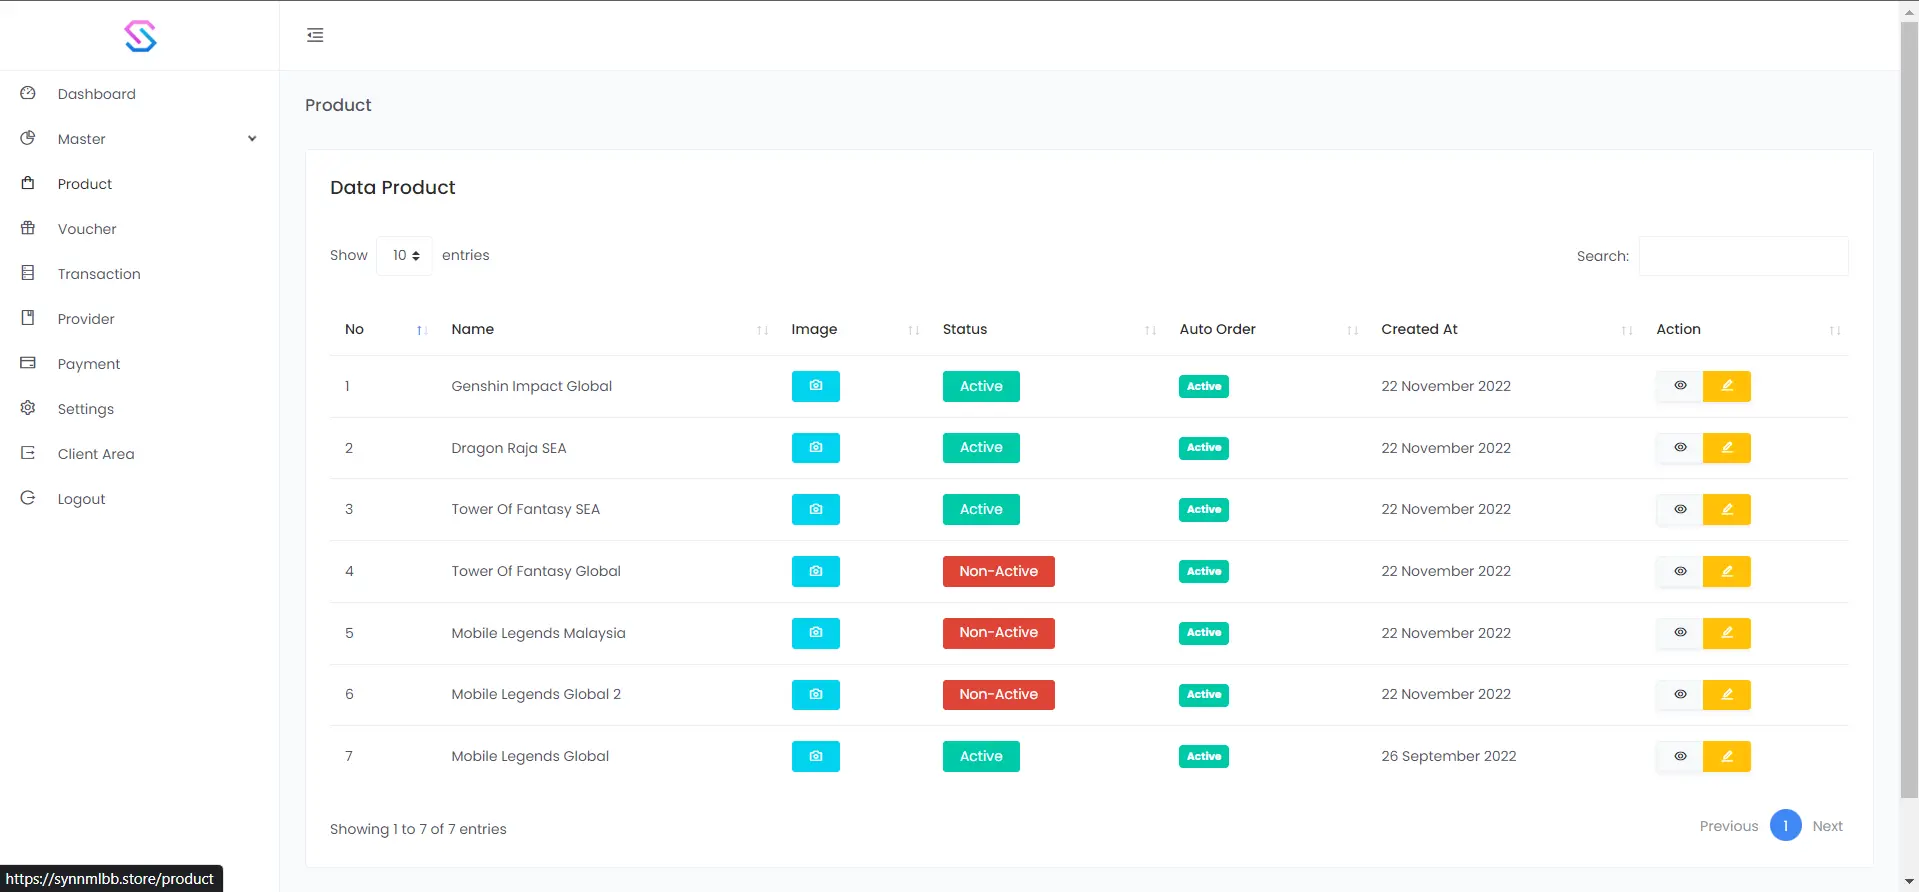 Dashboard
Master
Product
Voucher
Transaction
Provider
Payment
Settings
Client Area
Logout
Product
Data Product
Show 10 entries
Search:
No Name Image Status Auto Order Created At Action
1 Genshin Impact Global Active Active 22 November 2022
2 Dragon Raja SEA Active Active 22 November 2022
3 Tower Of Fantasy SEA Active Active 22 November 2022
4 Tower Of Fantasy Global Non-Active Active 22 November 2022
5 Mobile Legends Malaysia Non-Active Active 22 November 2022
6 Mobile Legends Global 2 Non-Active Active 22 November 2022
7 Mobile Legends Global Active Active 26 September 2022
Showing 1 to 7 of 7 entries
Previous 1 Next
https://synnmlbb.store/product